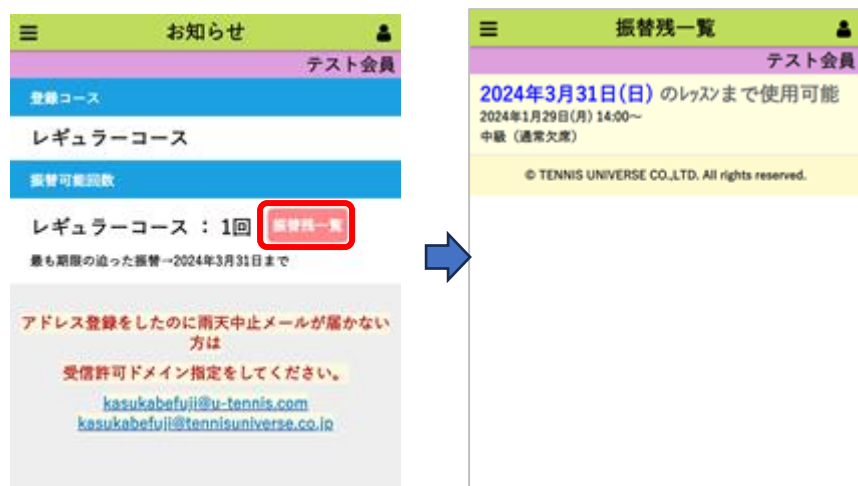 お知らせ
テスト会員
登録コース
レギュラーコース
振替可能回数
レギュラーコース : 1回 振替残一覧
最も期限の迫った振替→2024年3月31日まで
アドレス登録をしたのに雨天中止メールが届かない
方は
受信許可ドメイン指定をしてください。
kasukabefuji@u-tennis.com
kasukabefuji@tennisuniverse.co.jp
振替残一覧
テスト会員
2024年3月31日(日) のレッスンまで使用可能
2024年1月29日(月) 14:00～
中級（通常欠席）
© TENNIS UNIVERSE CO.,LTD. All rights reserved.